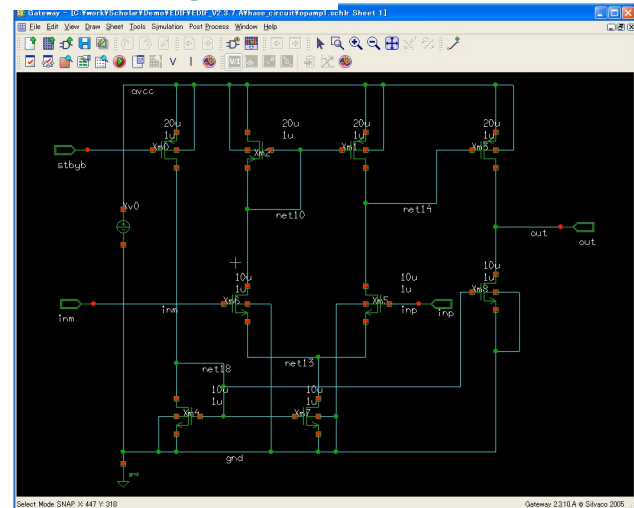 Gateway - [C:¥work¥Scholar¥Demo¥EDIF¥EDIF_V2.3.7.A¥base_circuit¥opamp1.schlr Sheet 1]
File Edit View Draw Sheet Tools Simulation Post Process Window Help
V I V/I
avcc
20u 20u 20u 20u
1u 1u 1u 1u
Xm0 Xm2 Xm1 Xm3
stbyb
net10 net14
Xv0
out out
10u 10u 10u
1u 1u 1u
Xm6 Xm5 Xm8
inm inm inp inp
net18 net13
10u 10u
1u 1u
Xm4 Xm7
gnd
gnd
Select Mode: SNAP X: 447 Y: 318 Gateway 2.3.10.A © Silvaco 2005